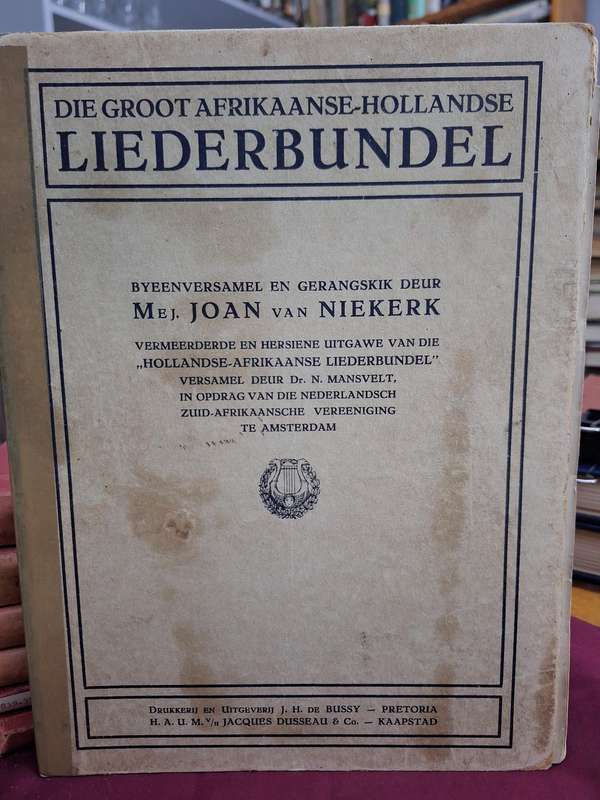 DIE GROOT AFRIKAANSE-HOLLANDSE
LIEDERBUNDEL
BYEENVERSAMEL EN GERANGSKIK DEUR
MEJ. JOAN VAN NIEKERK
VERMEERDERDE EN HERSIENE UITGAWE VAN DIE
„HOLLANDSE-AFRIKAANSE LIEDERBUNDEL"
VERSAMEL DEUR Dr. N. MANSVELT,
IN OPDRAG VAN DIE NEDERLANDSCH
ZUID-AFRIKAANSCHE VEREENIGING
TE AMSTERDAM
DRUKKERIJ EN UITGEVERIJ J. H. DE BUSSY — PRETORIA
H. A. U. M. v/h JACQUES DUSSEAU & Co. — KAAPSTAD